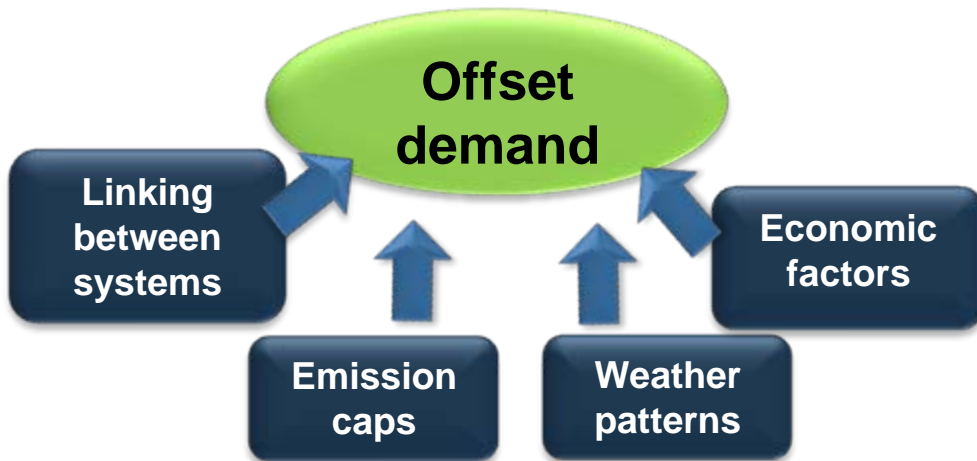 Offset
demand
Linking
between
systems
Economic
factors
Emission
caps
Weather
patterns